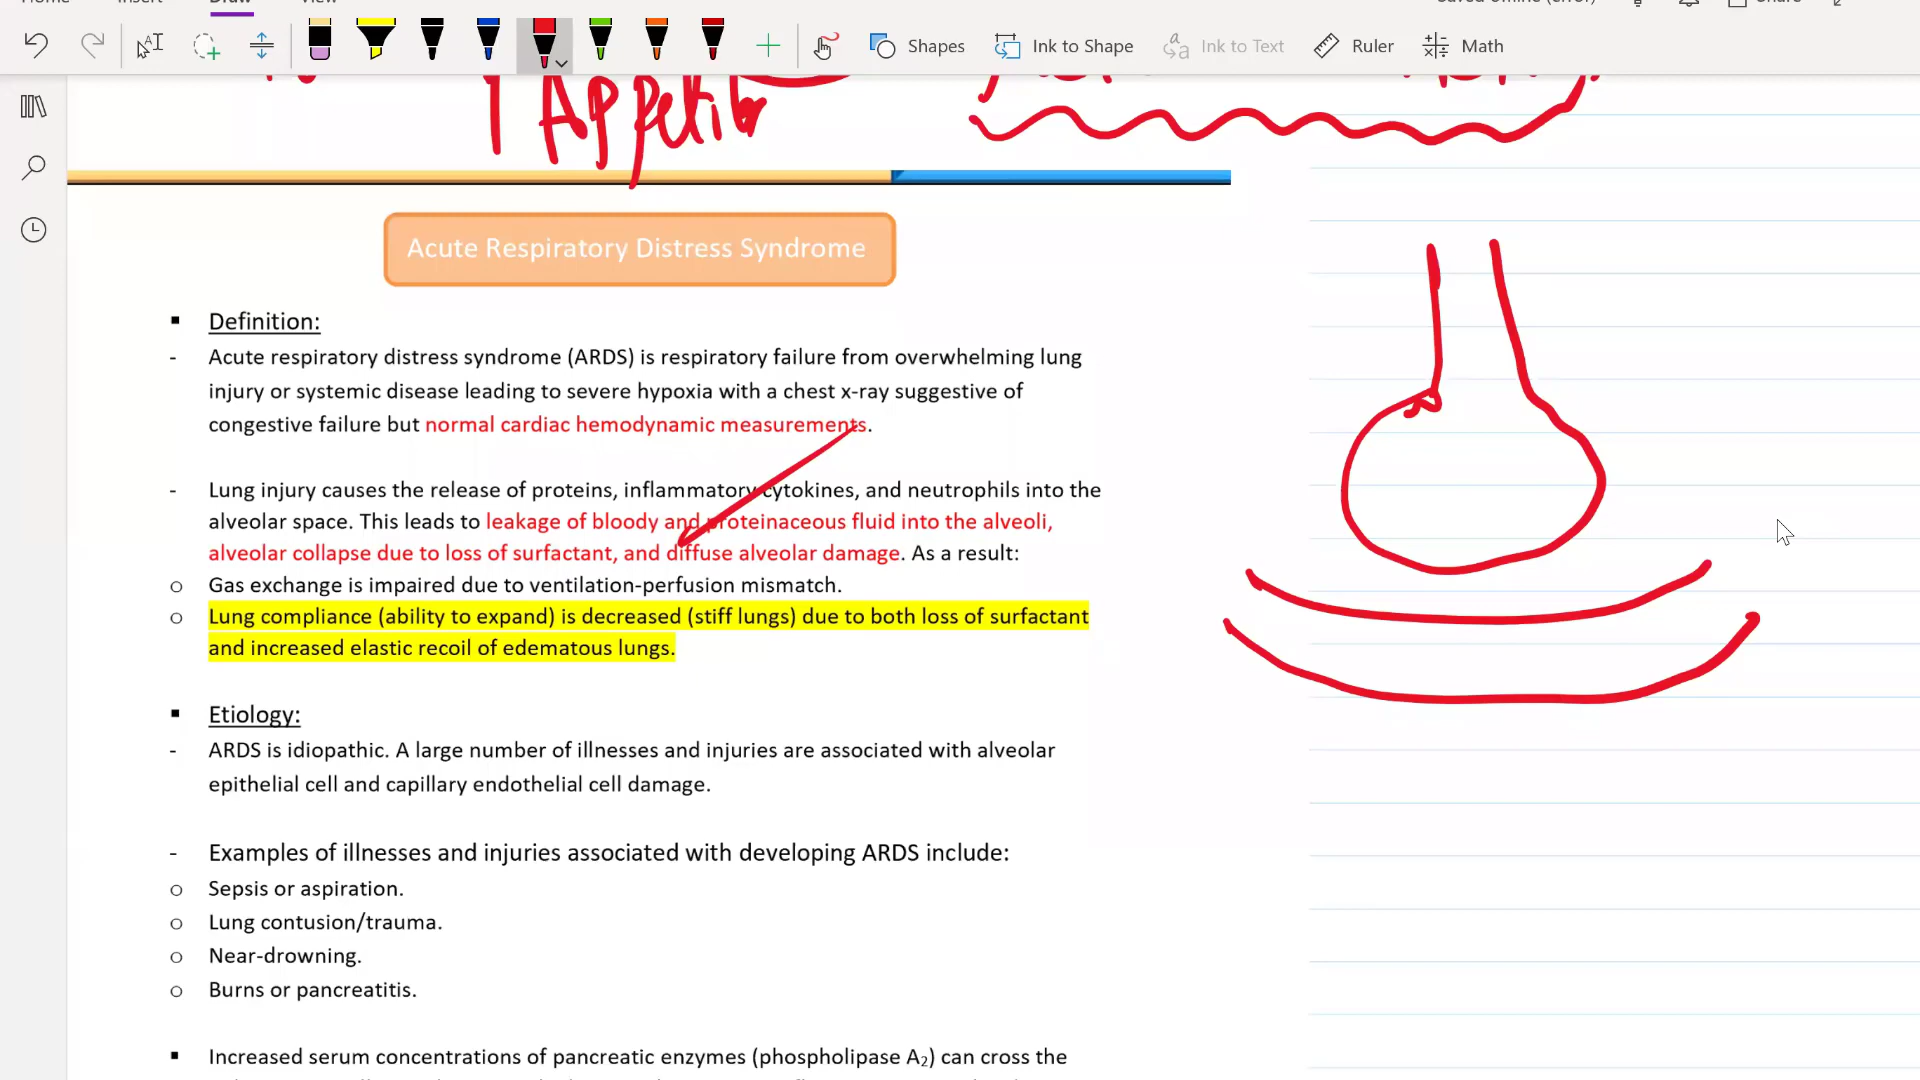 Home Insert Draw View Saved online (error) Share
Shapes Ink to Shape Ink to Text Ruler Math
Acute Respiratory Distress Syndrome
▪ Definition:
- Acute respiratory distress syndrome (ARDS) is respiratory failure from overwhelming lung
injury or systemic disease leading to severe hypoxia with a chest x-ray suggestive of
congestive failure but normal cardiac hemodynamic measurements.
- Lung injury causes the release of proteins, inflammatory cytokines, and neutrophils into the
alveolar space. This leads to leakage of bloody and proteinaceous fluid into the alveoli,
alveolar collapse due to loss of surfactant, and diffuse alveolar damage. As a result:
o Gas exchange is impaired due to ventilation-perfusion mismatch.
o Lung compliance (ability to expand) is decreased (stiff lungs) due to both loss of surfactant
and increased elastic recoil of edematous lungs.
▪ Etiology:
- ARDS is idiopathic. A large number of illnesses and injuries are associated with alveolar
epithelial cell and capillary endothelial cell damage.
- Examples of illnesses and injuries associated with developing ARDS include:
o Sepsis or aspiration.
o Lung contusion/trauma.
o Near-drowning.
o Burns or pancreatitis.
▪ Increased serum concentrations of pancreatic enzymes (phospholipase A₂) can cross the